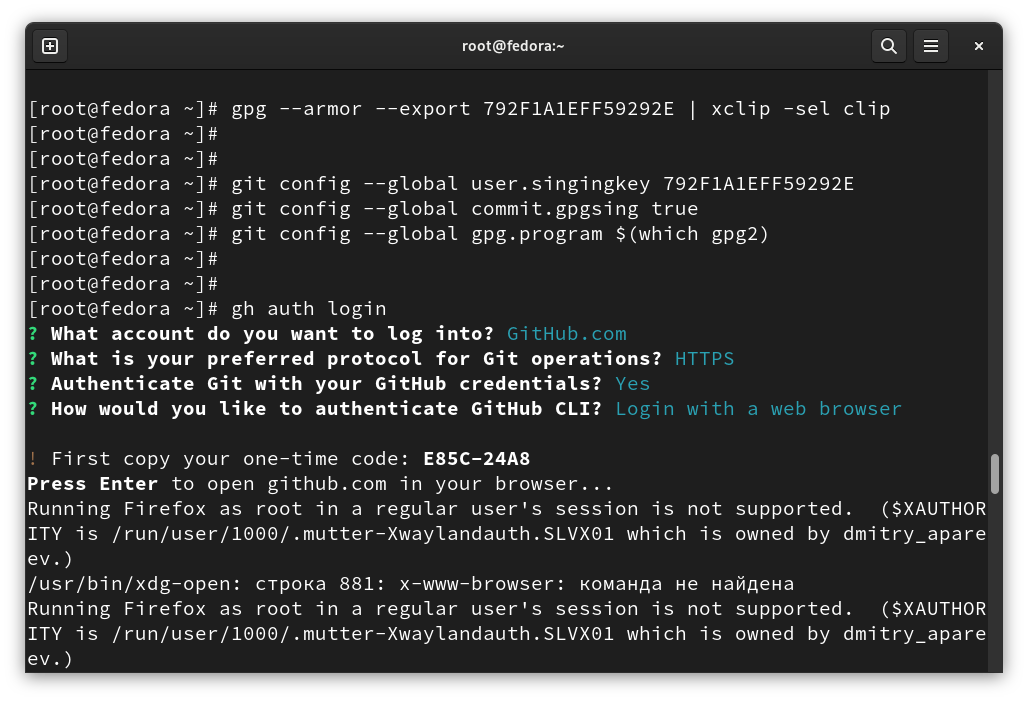 root@fedora:~
[root@fedora ~]# gpg --armor --export 792F1A1EFF59292E | xclip -sel clip
[root@fedora ~]#
[root@fedora ~]#
[root@fedora ~]# git config --global user.singingkey 792F1A1EFF59292E
[root@fedora ~]# git config --global commit.gpgsing true
[root@fedora ~]# git config --global gpg.program $(which gpg2)
[root@fedora ~]#
[root@fedora ~]#
[root@fedora ~]# gh auth login
? What account do you want to log into? GitHub.com
? What is your preferred protocol for Git operations? HTTPS
? Authenticate Git with your GitHub credentials? Yes
? How would you like to authenticate GitHub CLI? Login with a web browser
! First copy your one-time code: E85C-24A8
Press Enter to open github.com in your browser...
Running Firefox as root in a regular user's session is not supported.  ($XAUTHOR
ITY is /run/user/1000/.mutter-Xwaylandauth.SLVX01 which is owned by dmitry_apare
ev.)
/usr/bin/xdg-open: строка 881: x-www-browser: команда не найдена
Running Firefox as root in a regular user's session is not supported.  ($XAUTHOR
ITY is /run/user/1000/.mutter-Xwaylandauth.SLVX01 which is owned by dmitry_apare
ev.)